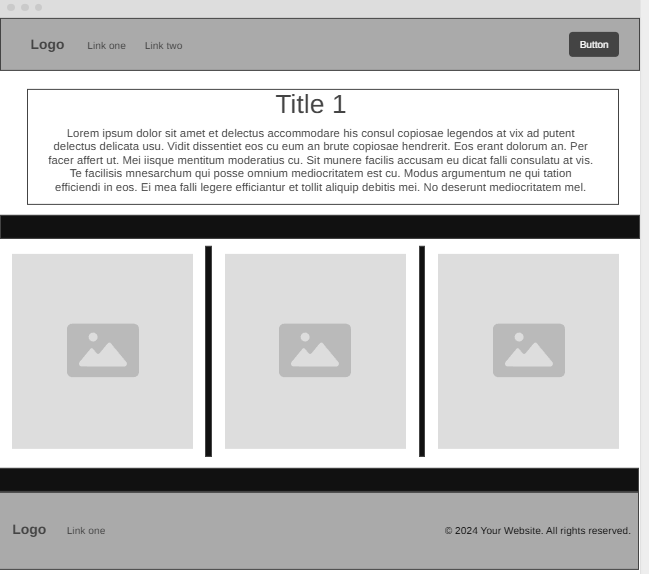 Logo
Link one
Link two
Button
Title 1
Lorem ipsum dolor sit amet et delectus accommodare his consul copiosae legendos at vix ad putent
delectus delicata usu. Vidit dissentiet eos cu eum an brute copiosae hendrerit. Eos erant dolorum an. Per
facer affert ut. Mei iisque mentitum moderatius cu. Sit munere facilis accusam eu dicat falli consulatu at vis.
Te facilisis mnesarchum qui posse omnium mediocritatem est cu. Modus argumentum ne qui tation
efficiendi in eos. Ei mea falli legere efficiantur et tollit aliquip debitis mei. No deserunt mediocritatem mel.
Logo
Link one
© 2024 Your Website. All rights reserved.